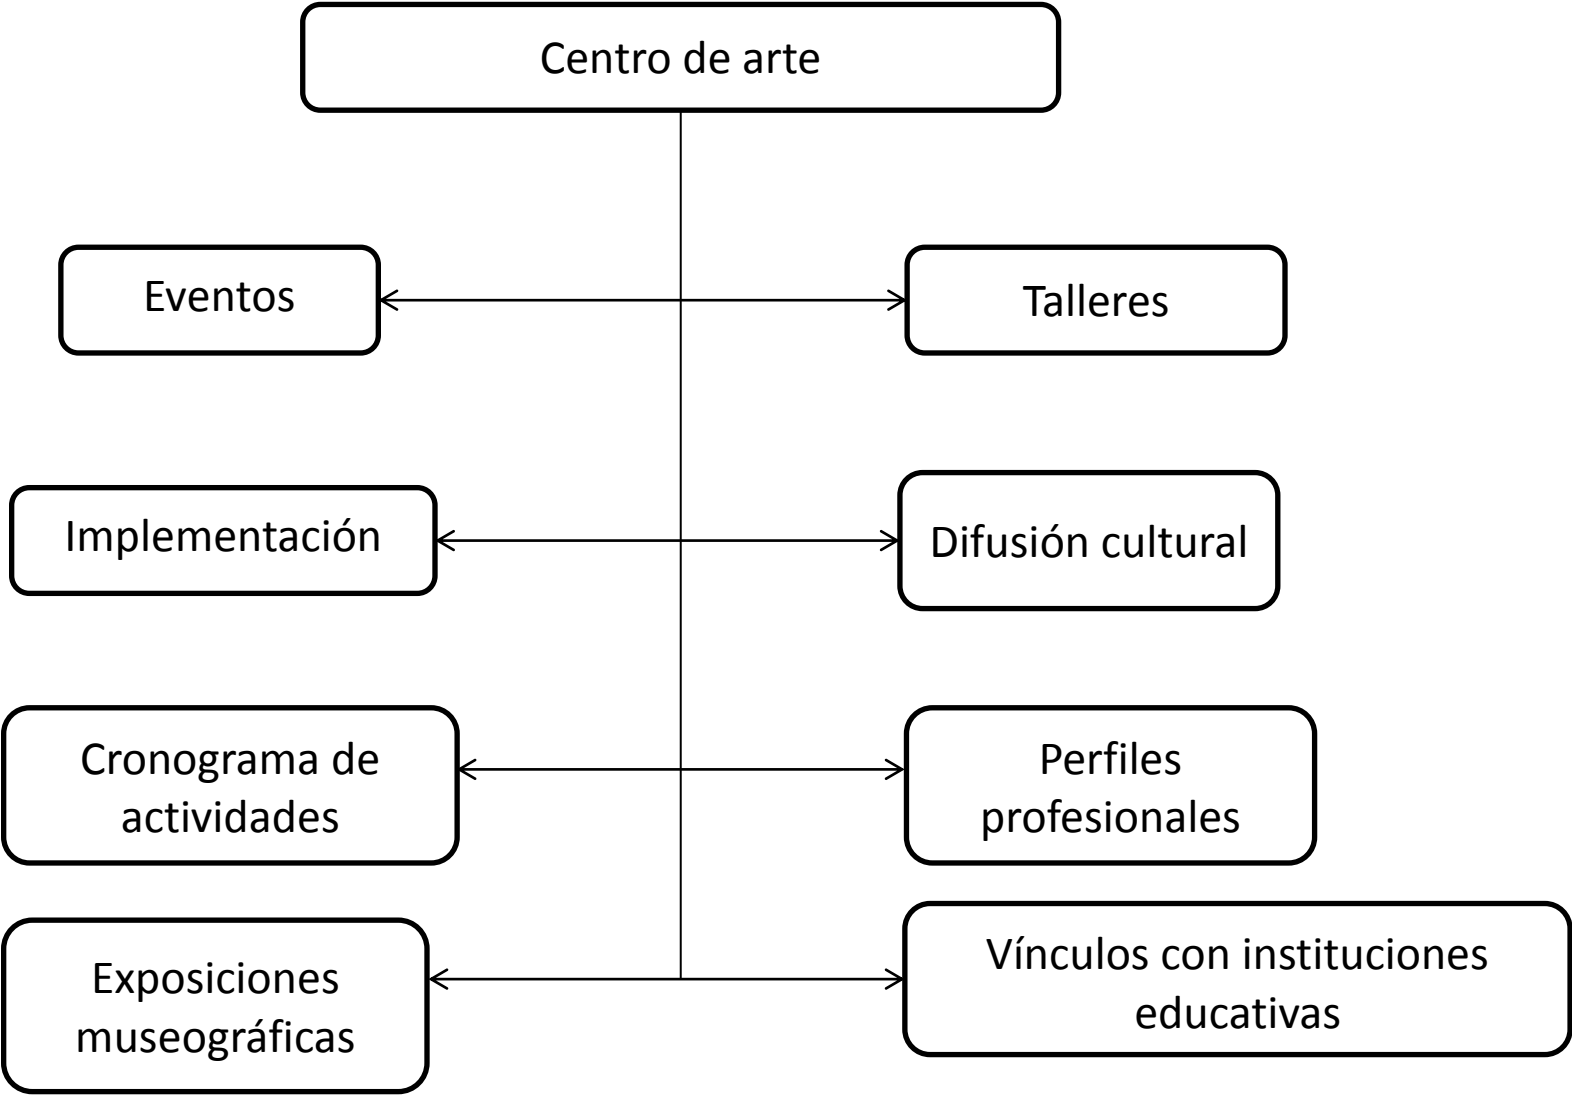 Centro de arte
Eventos
Talleres
Implementación
Difusión cultural
Cronograma de
actividades
Perfiles
profesionales
Exposiciones
museográficas
Vínculos con instituciones
educativas